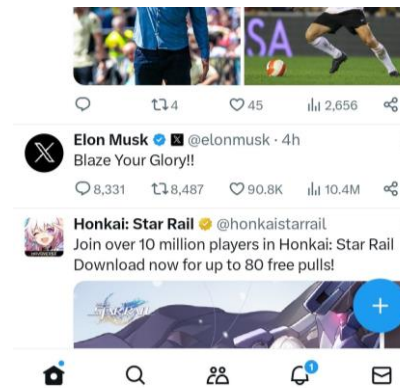 SA
4 45 2,656
Elon Musk @elonmusk · 4h
Blaze Your Glory!!
8,331 8,487 90.8K 10.4M
Honkai: Star Rail @honkaistarrail
Join over 10 million players in Honkai: Star Rail
Download now for up to 80 free pulls!
1